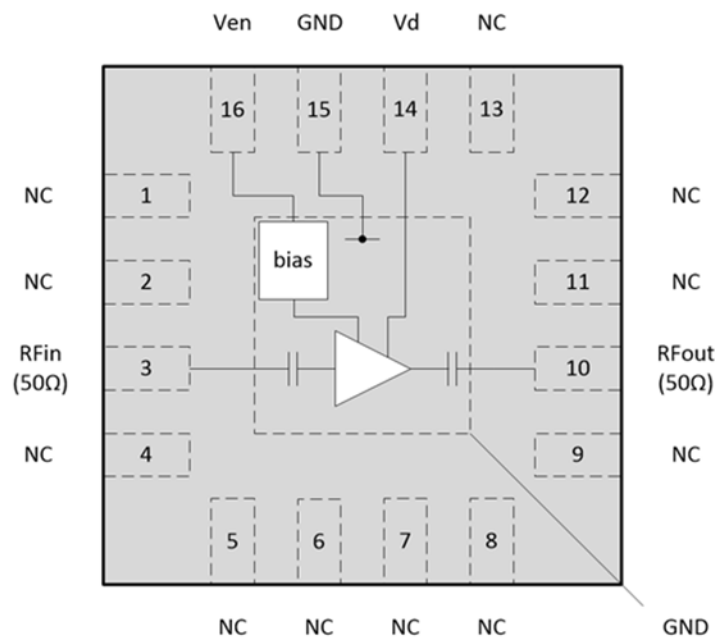 Ven GND Vd NC
16 15 14 13
NC 1 12 NC
bias
NC 2 11 NC
RFin 3 10 RFout
(50Ω) (50Ω)
NC 4 9 NC
5 6 7 8
NC NC NC NC GND